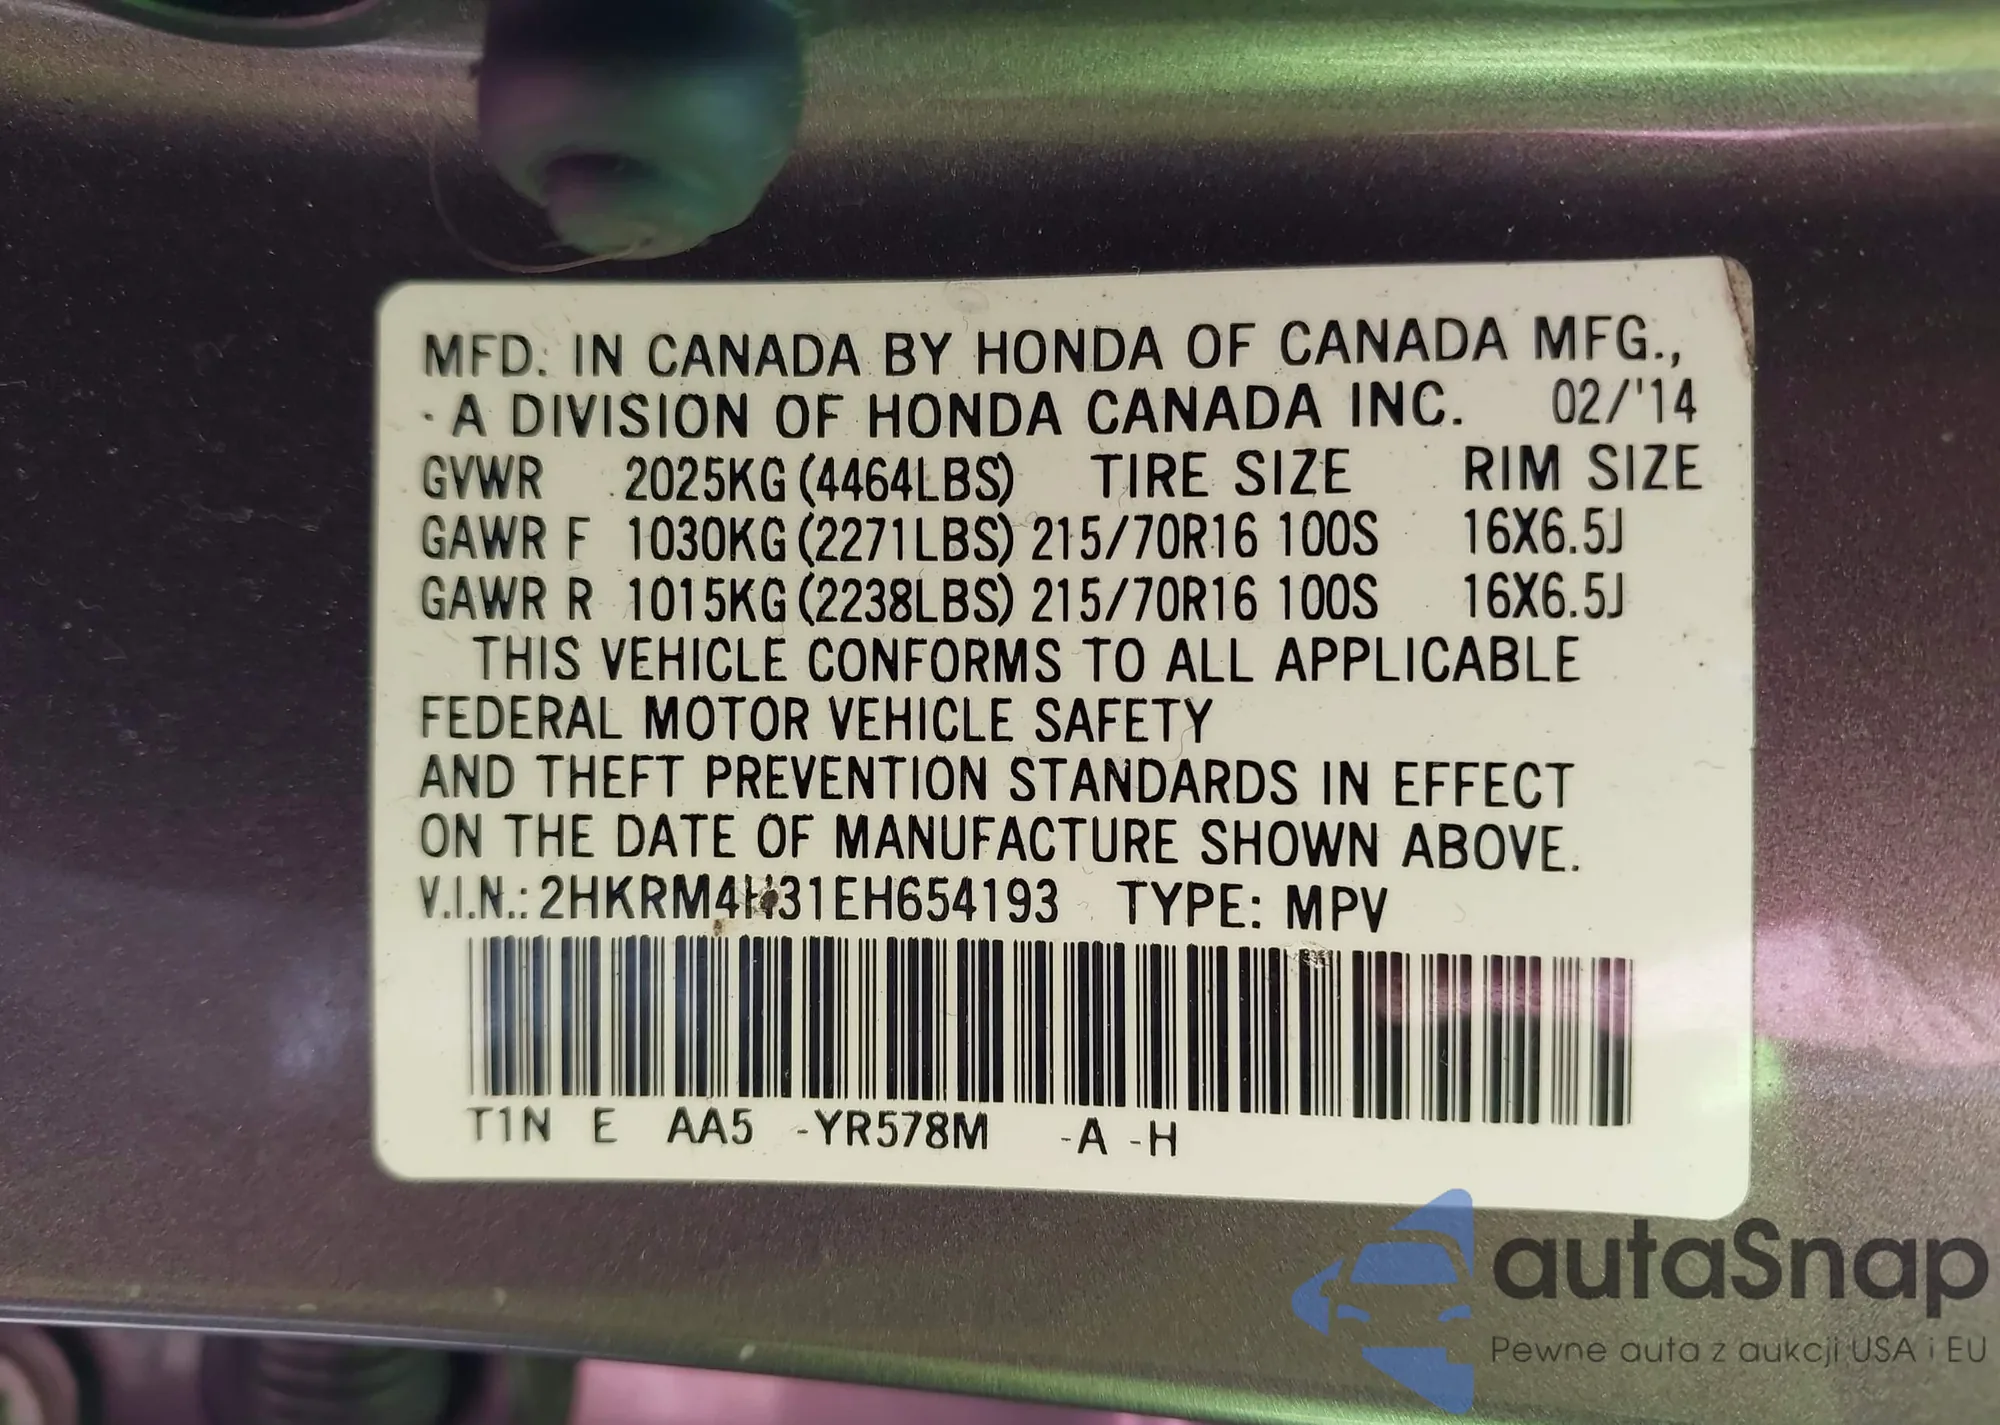 MFD. IN CANADA BY HONDA OF CANADA MFG.,
A DIVISION OF HONDA CANADA INC. 02/'14
GVWR 2025KG (4464LBS) TIRE SIZE RIM SIZE
GAWR F 1030KG (2271LBS) 215/70R16 100S 16X6.5J
GAWR R 1015KG (2238LBS) 215/70R16 100S 16X6.5J
THIS VEHICLE CONFORMS TO ALL APPLICABLE
FEDERAL MOTOR VEHICLE SAFETY
AND THEFT PREVENTION STANDARDS IN EFFECT
ON THE DATE OF MANUFACTURE SHOWN ABOVE.
V.I.N.: 2HKRM4H31EH654193 TYPE: MPV
T1N E AA5 -YR578M -A -H
autaSnap
Pewne auta z aukcji USA i EU